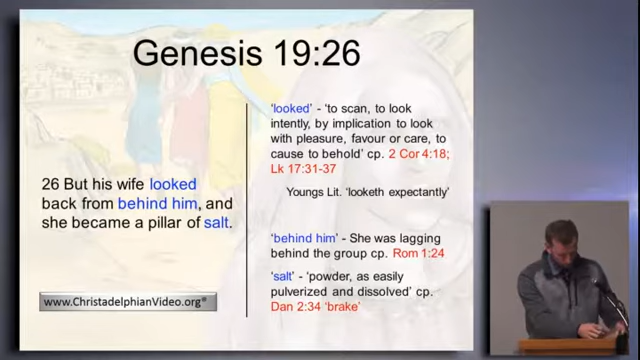 Genesis 19:26
26 But his wife looked
back from behind him, and
she became a pillar of salt.
'looked' - 'to scan, to look
intently, by implication to look
with pleasure, favour or care, to
cause to behold' cp. 2 Cor 4:18;
Lk 17:31-37
Youngs Lit. 'looketh expectantly'
'behind him' - She was lagging
behind the group cp. Rom 1:24
'salt' - 'powder, as easily
pulverized and dissolved' cp.
Dan 2:34 'brake'
www.ChristadelphianVideo.org®